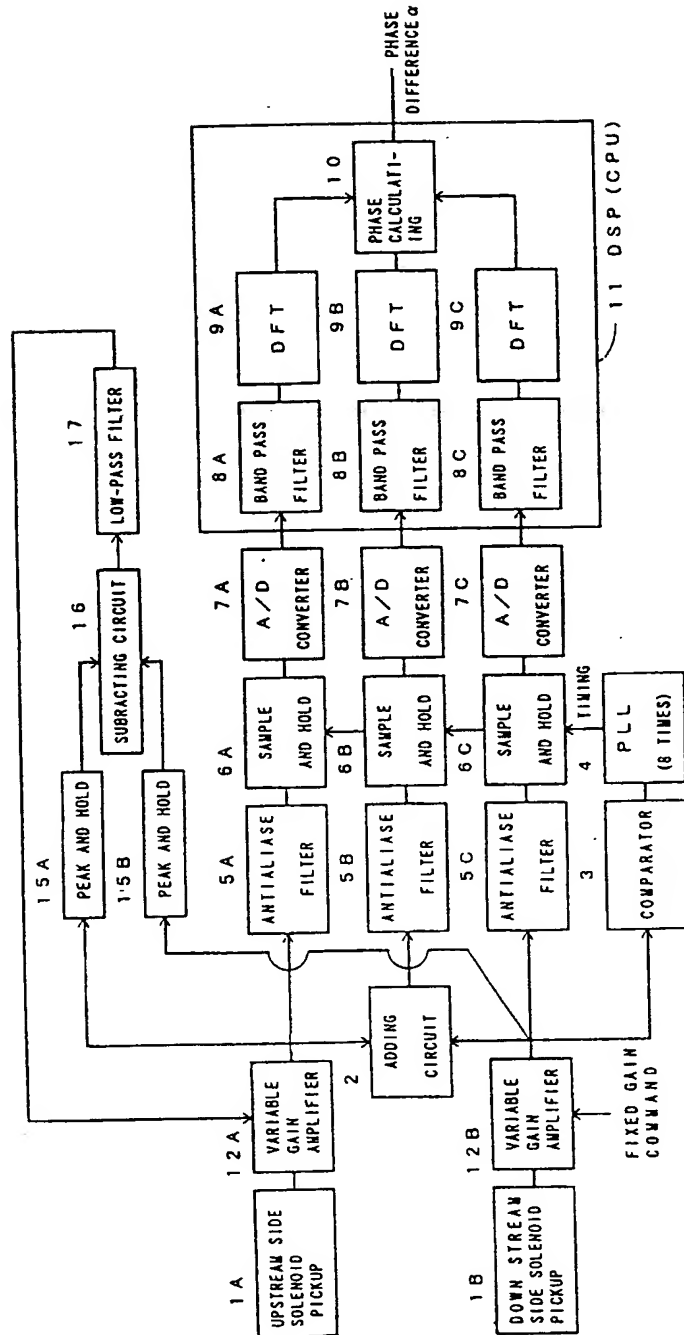 1A
UPSTREAM SIDE
SOLENOID
PICKUP
12A
VARIABLE
GAIN
AMPLIFIER
1B
DOWN STREAM
SIDE SOLENOID
PICKUP
12B
VARIABLE
GAIN
AMPLIFIER
FIXED GAIN
COMMAND
2
ADDING
CIRCUIT
15A
PEAK AND HOLD
15B
PEAK AND HOLD
16
SUBRACTING CIRCUIT
17
LOW-PASS FILTER
5A
ANTIALIASE
FILTER
5B
ANTIALIASE
FILTER
5C
ANTIALIASE
FILTER
3
COMPARATOR
6A
SAMPLE
AND HOLD
6B
SAMPLE
AND HOLD
6C
SAMPLE
AND HOLD
4
TIMING
PLL
(8 TIMES)
7A
A/D
CONVERTER
7B
A/D
CONVERTER
7C
A/D
CONVERTER
8A
BAND PASS
FILTER
8B
BAND PASS
FILTER
8C
BAND PASS
FILTER
9A
DFT
9B
DFT
9C
DFT
10
PHASE
CALCULATI-
ING
11 DSP (CPU)
PHASE
DIFFERENCE α